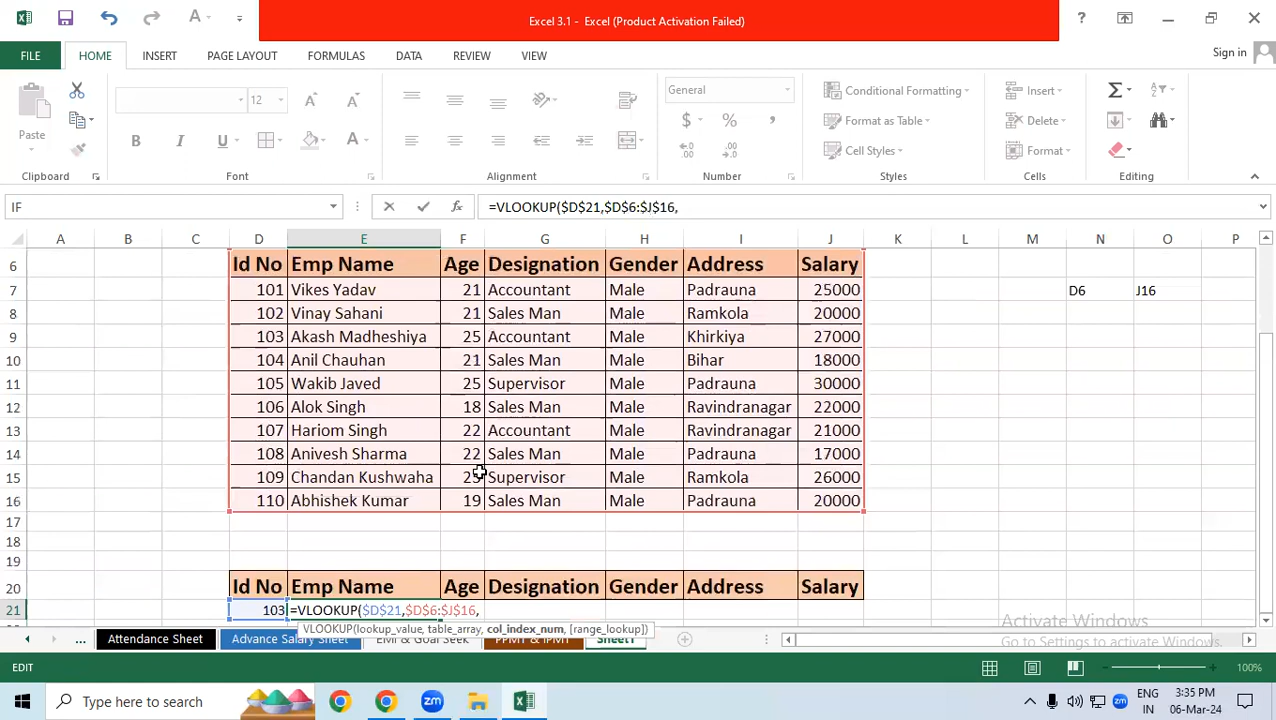 Excel 3.1 - Excel (Product Activation Failed)
?
Sign in
FILE HOME INSERT PAGE LAYOUT FORMULAS DATA REVIEW VIEW
Paste
12
B I U
General
$ % ,
Conditional Formatting
Format as Table
Cell Styles
Insert
Delete
Format
Clipboard Font Alignment Number Styles Cells Editing
IF =VLOOKUP($D$21,$D$6:$J$16,
A B C D E F G H I J K L M N O P
6 Id No Emp Name Age Designation Gender Address Salary
7 101 Vikes Yadav 21 Accountant Male Padrauna 25000 D6 J16
8 102 Vinay Sahani 21 Sales Man Male Ramkola 20000
9 103 Akash Madheshiya 25 Accountant Male Khirkiya 27000
10 104 Anil Chauhan 21 Sales Man Male Bihar 18000
11 105 Wakib Javed 25 Supervisor Male Padrauna 30000
12 106 Alok Singh 18 Sales Man Male Ravindranagar 22000
13 107 Hariom Singh 22 Accountant Male Ravindranagar 21000
14 108 Anivesh Sharma 22 Sales Man Male Padrauna 17000
15 109 Chandan Kushwaha 25 Supervisor Male Ramkola 26000
16 110 Abhishek Kumar 19 Sales Man Male Padrauna 20000
17
18
19
20 Id No Emp Name Age Designation Gender Address Salary
21 103 =VLOOKUP($D$21,$D$6:$J$16,
VLOOKUP(lookup_value, table_array, col_index_num, [range_lookup])
Activate Windows
Go to Settings to activate Windows.
... Attendance Sheet Advance Salary Sheet EMI & Goal Seek PPMT & IPMT Sheet1
EDIT 100%
Type here to search
zm
ENG
IN
3:35 PM
06-Mar-24